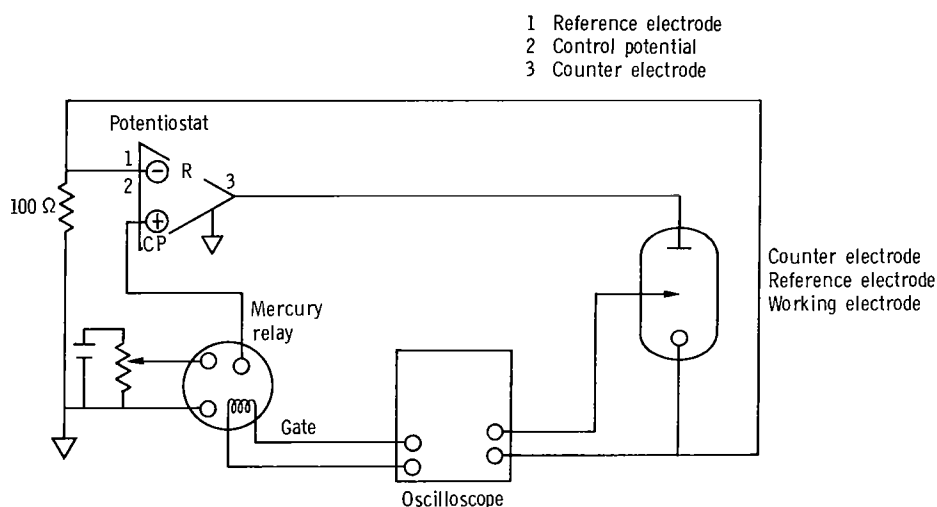 1 Reference electrode
2 Control potential
3 Counter electrode
Potentiostat
1
R
2
3
100 Ω
CP
Counter electrode
Reference electrode
Working electrode
Mercury
relay
Gate
Oscilloscope